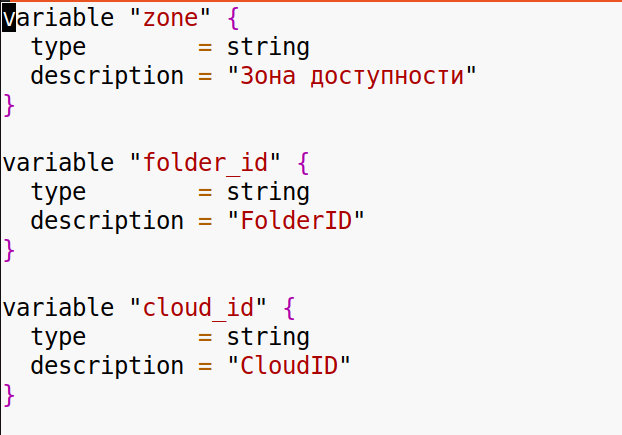 variable "zone" {
  type        = string
  description = "Зона доступности"
}

variable "folder_id" {
  type        = string
  description = "FolderID"
}

variable "cloud_id" {
  type        = string
  description = "CloudID"
}